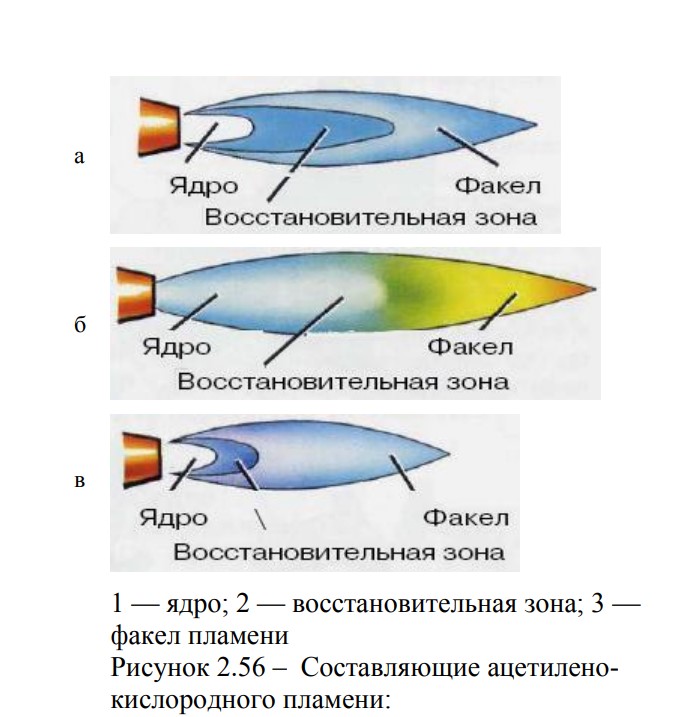 а
Ядро
Факел
Восстановительная зона
б
Ядро
Факел
Восстановительная зона
в
Ядро
Факел
Восстановительная зона
1 — ядро; 2 — восстановительная зона; 3 —
факел пламени
Рисунок 2.56 – Составляющие ацетилено-
кислородного пламени: